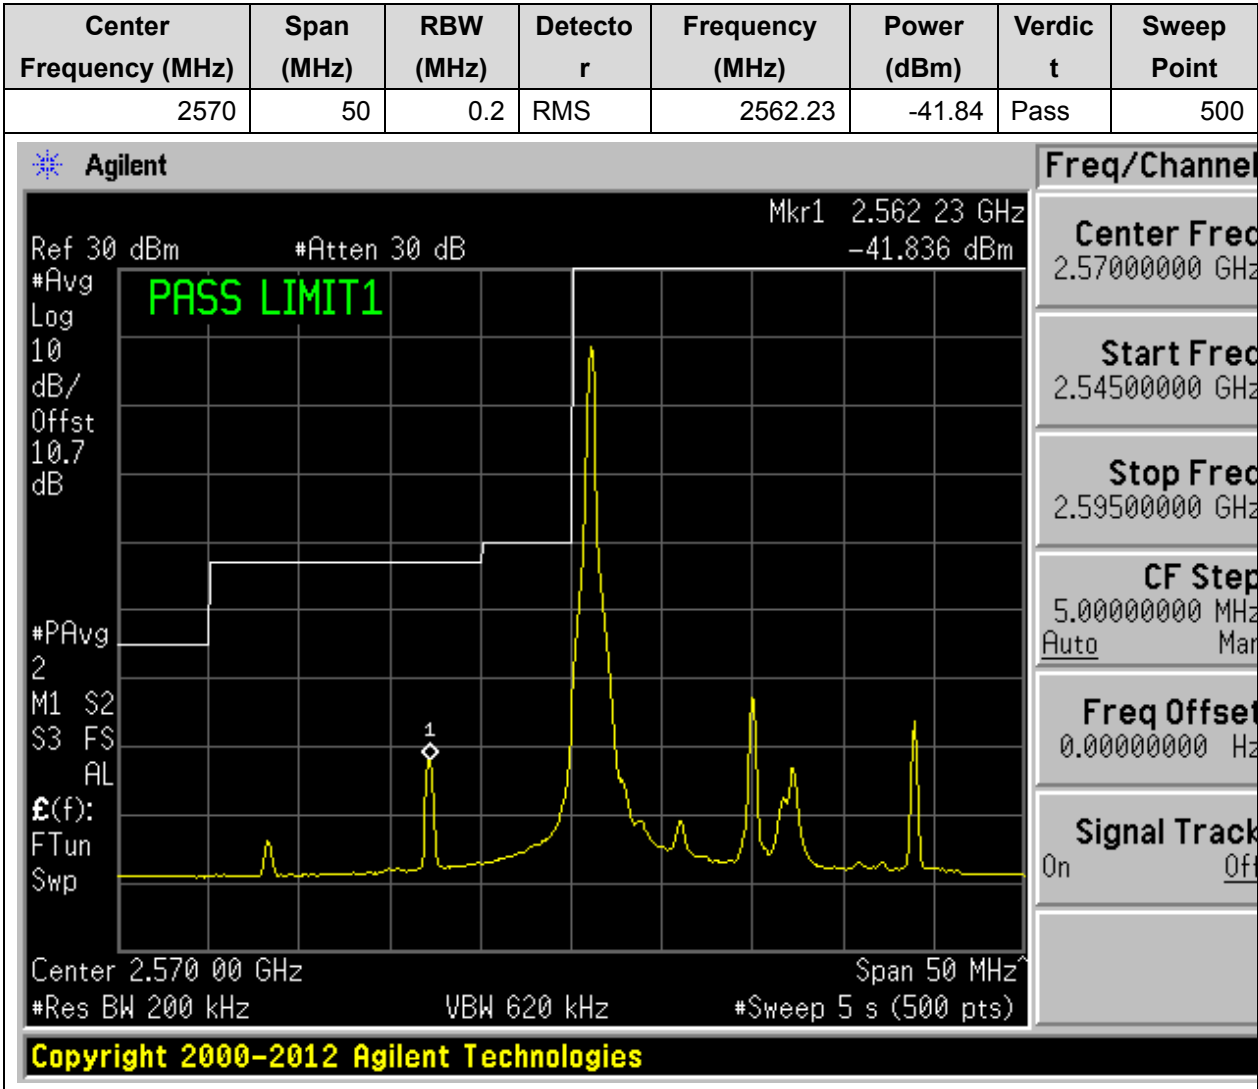 Center Frequency (MHz) Span (MHz) RBW (MHz) Detecto r Frequency (MHz) Power (dBm) Verdic t Sweep Point
2570 50 0.2 RMS 2562.23 -41.84 Pass 500
Agilent
Freq/Channel
Mkr1 2.562 23 GHz
Ref 30 dBm #Atten 30 dB -41.836 dBm
#Avg
Log
10
dB/
Offst
10.7
dB
PASS LIMIT1
#PAvg
2
M1 S2
S3 FS
AL
£(f):
FTun
Swp
1
Center 2.570 00 GHz Span 50 MHz^
#Res BW 200 kHz VBW 620 kHz #Sweep 5 s (500 pts)
Center Freq
2.57000000 GHz
Start Freq
2.54500000 GHz
Stop Freq
2.59500000 GHz
CF Step
5.00000000 MHz
Auto Man
Freq Offset
0.00000000 Hz
Signal Track
On Off
Copyright 2000-2012 Agilent Technologies